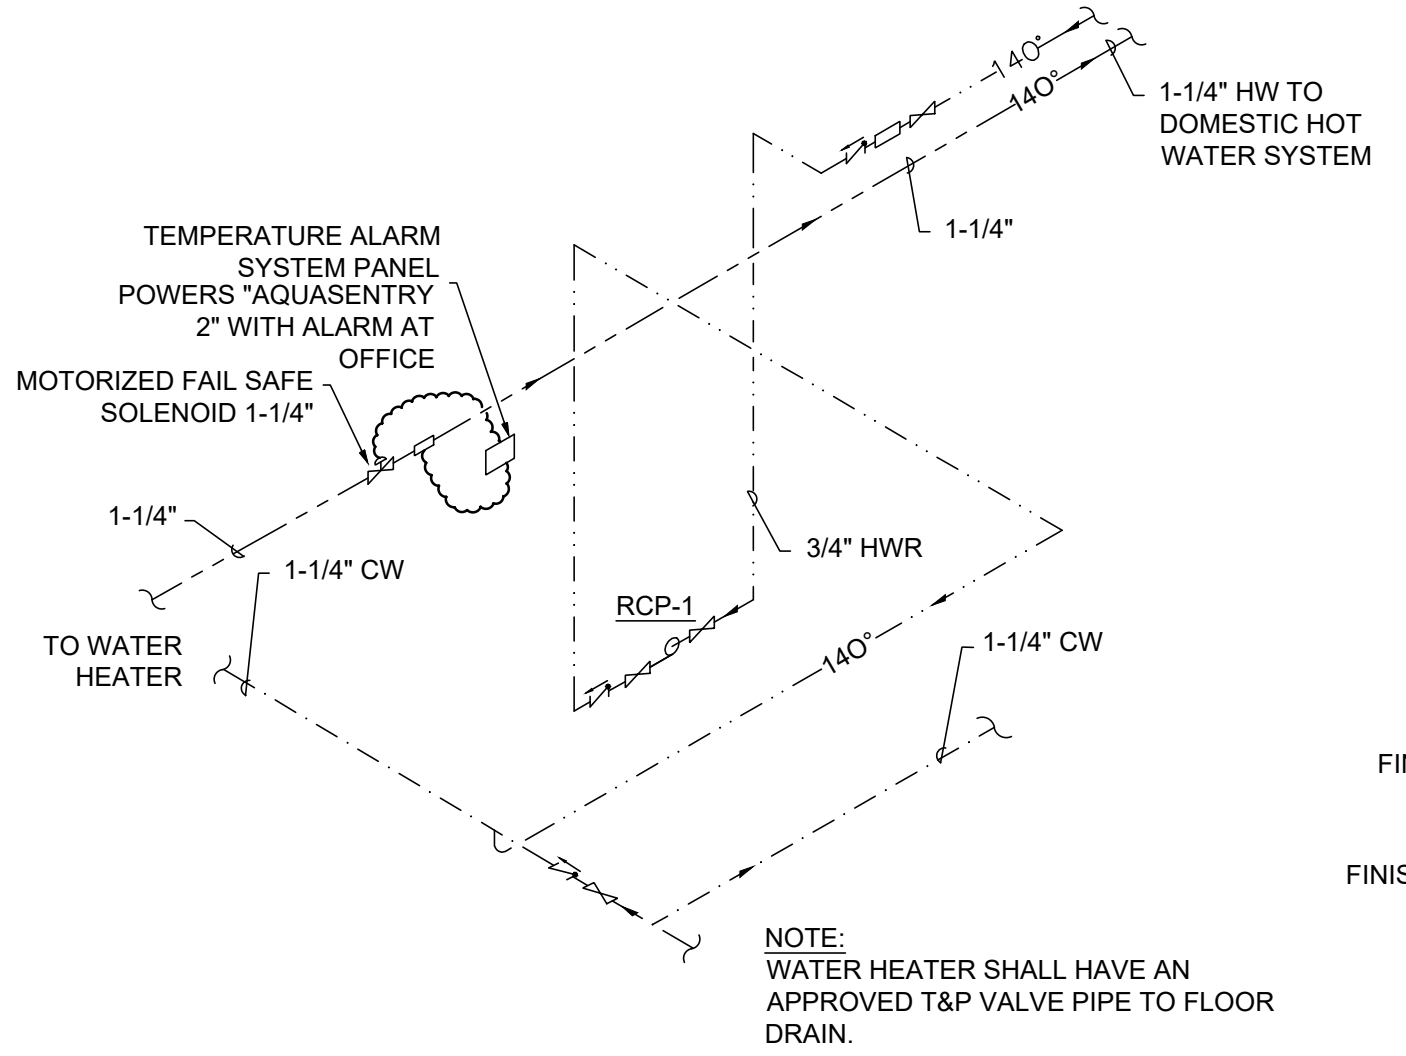 140°
140°
1-1/4" HW TO
DOMESTIC HOT
WATER SYSTEM
1-1/4"
TEMPERATURE ALARM
SYSTEM PANEL
POWERS "AQUASENTRY
2" WITH ALARM AT
OFFICE
MOTORIZED FAIL SAFE
SOLENOID 1-1/4"
1-1/4"
1-1/4" CW
3/4" HWR
RCP-1
TO WATER
HEATER
140°
1-1/4" CW
NOTE:
WATER HEATER SHALL HAVE AN
APPROVED T&P VALVE PIPE TO FLOOR
DRAIN.